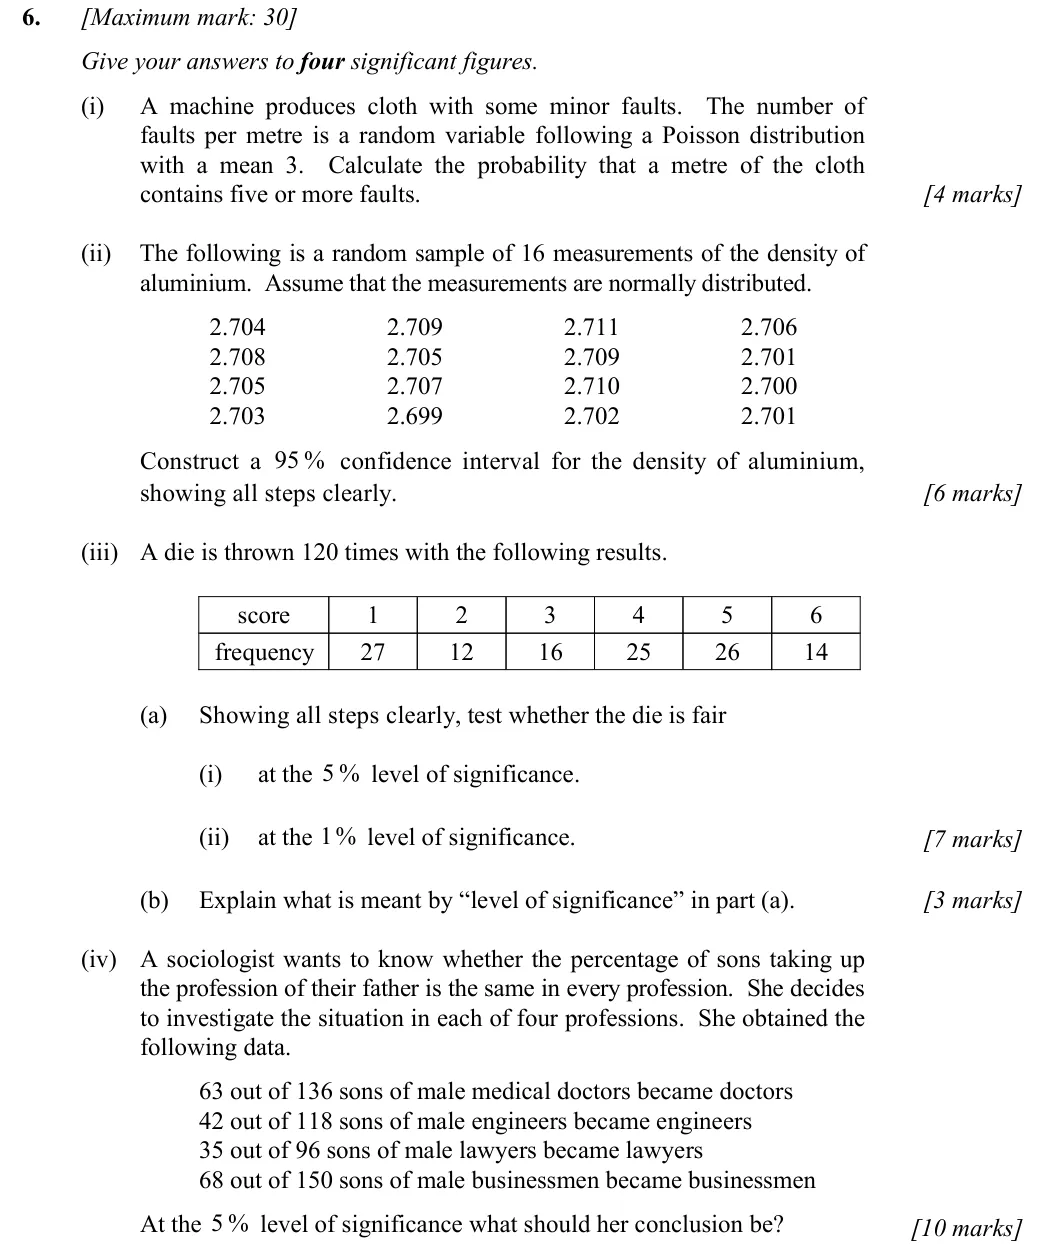 6. [Maximum mark: 30]
Give your answers to four significant figures.
(i) A machine produces cloth with some minor faults. The number of
faults per metre is a random variable following a Poisson distribution
with a mean 3. Calculate the probability that a metre of the cloth
contains five or more faults. [4 marks]
(ii) The following is a random sample of 16 measurements of the density of
aluminium. Assume that the measurements are normally distributed.
2.704 2.709 2.711 2.706
2.708 2.705 2.709 2.701
2.705 2.707 2.710 2.700
2.703 2.699 2.702 2.701
Construct a 95 % confidence interval for the density of aluminium,
showing all steps clearly. [6 marks]
(iii) A die is thrown 120 times with the following results.
score 1 2 3 4 5 6
frequency 27 12 16 25 26 14
(a) Showing all steps clearly, test whether the die is fair
(i) at the 5 % level of significance.
(ii) at the 1 % level of significance. [7 marks]
(b) Explain what is meant by “level of significance” in part (a). [3 marks]
(iv) A sociologist wants to know whether the percentage of sons taking up
the profession of their father is the same in every profession. She decides
to investigate the situation in each of four professions. She obtained the
following data.
63 out of 136 sons of male medical doctors became doctors
42 out of 118 sons of male engineers became engineers
35 out of 96 sons of male lawyers became lawyers
68 out of 150 sons of male businessmen became businessmen
At the 5 % level of significance what should her conclusion be? [10 marks]